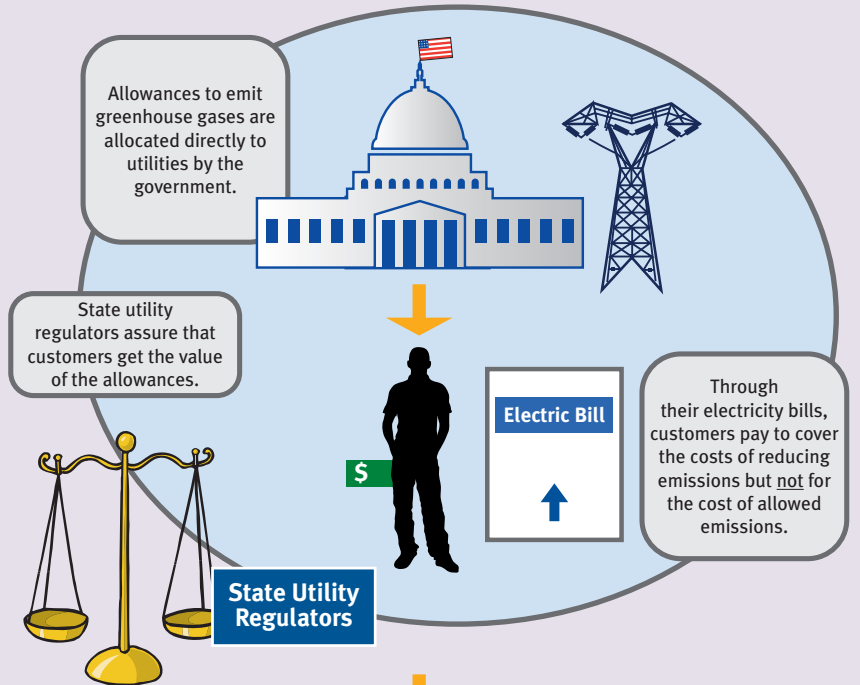 Allowances to emit
greenhouse gases are
allocated directly to
utilities by the
government.
State utility
regulators assure that
customers get the value
of the allowances.
$
Electric Bill
Through
their electricity bills,
customers pay to cover
the costs of reducing
emissions but not for
the cost of allowed
emissions.
State Utility
Regulators